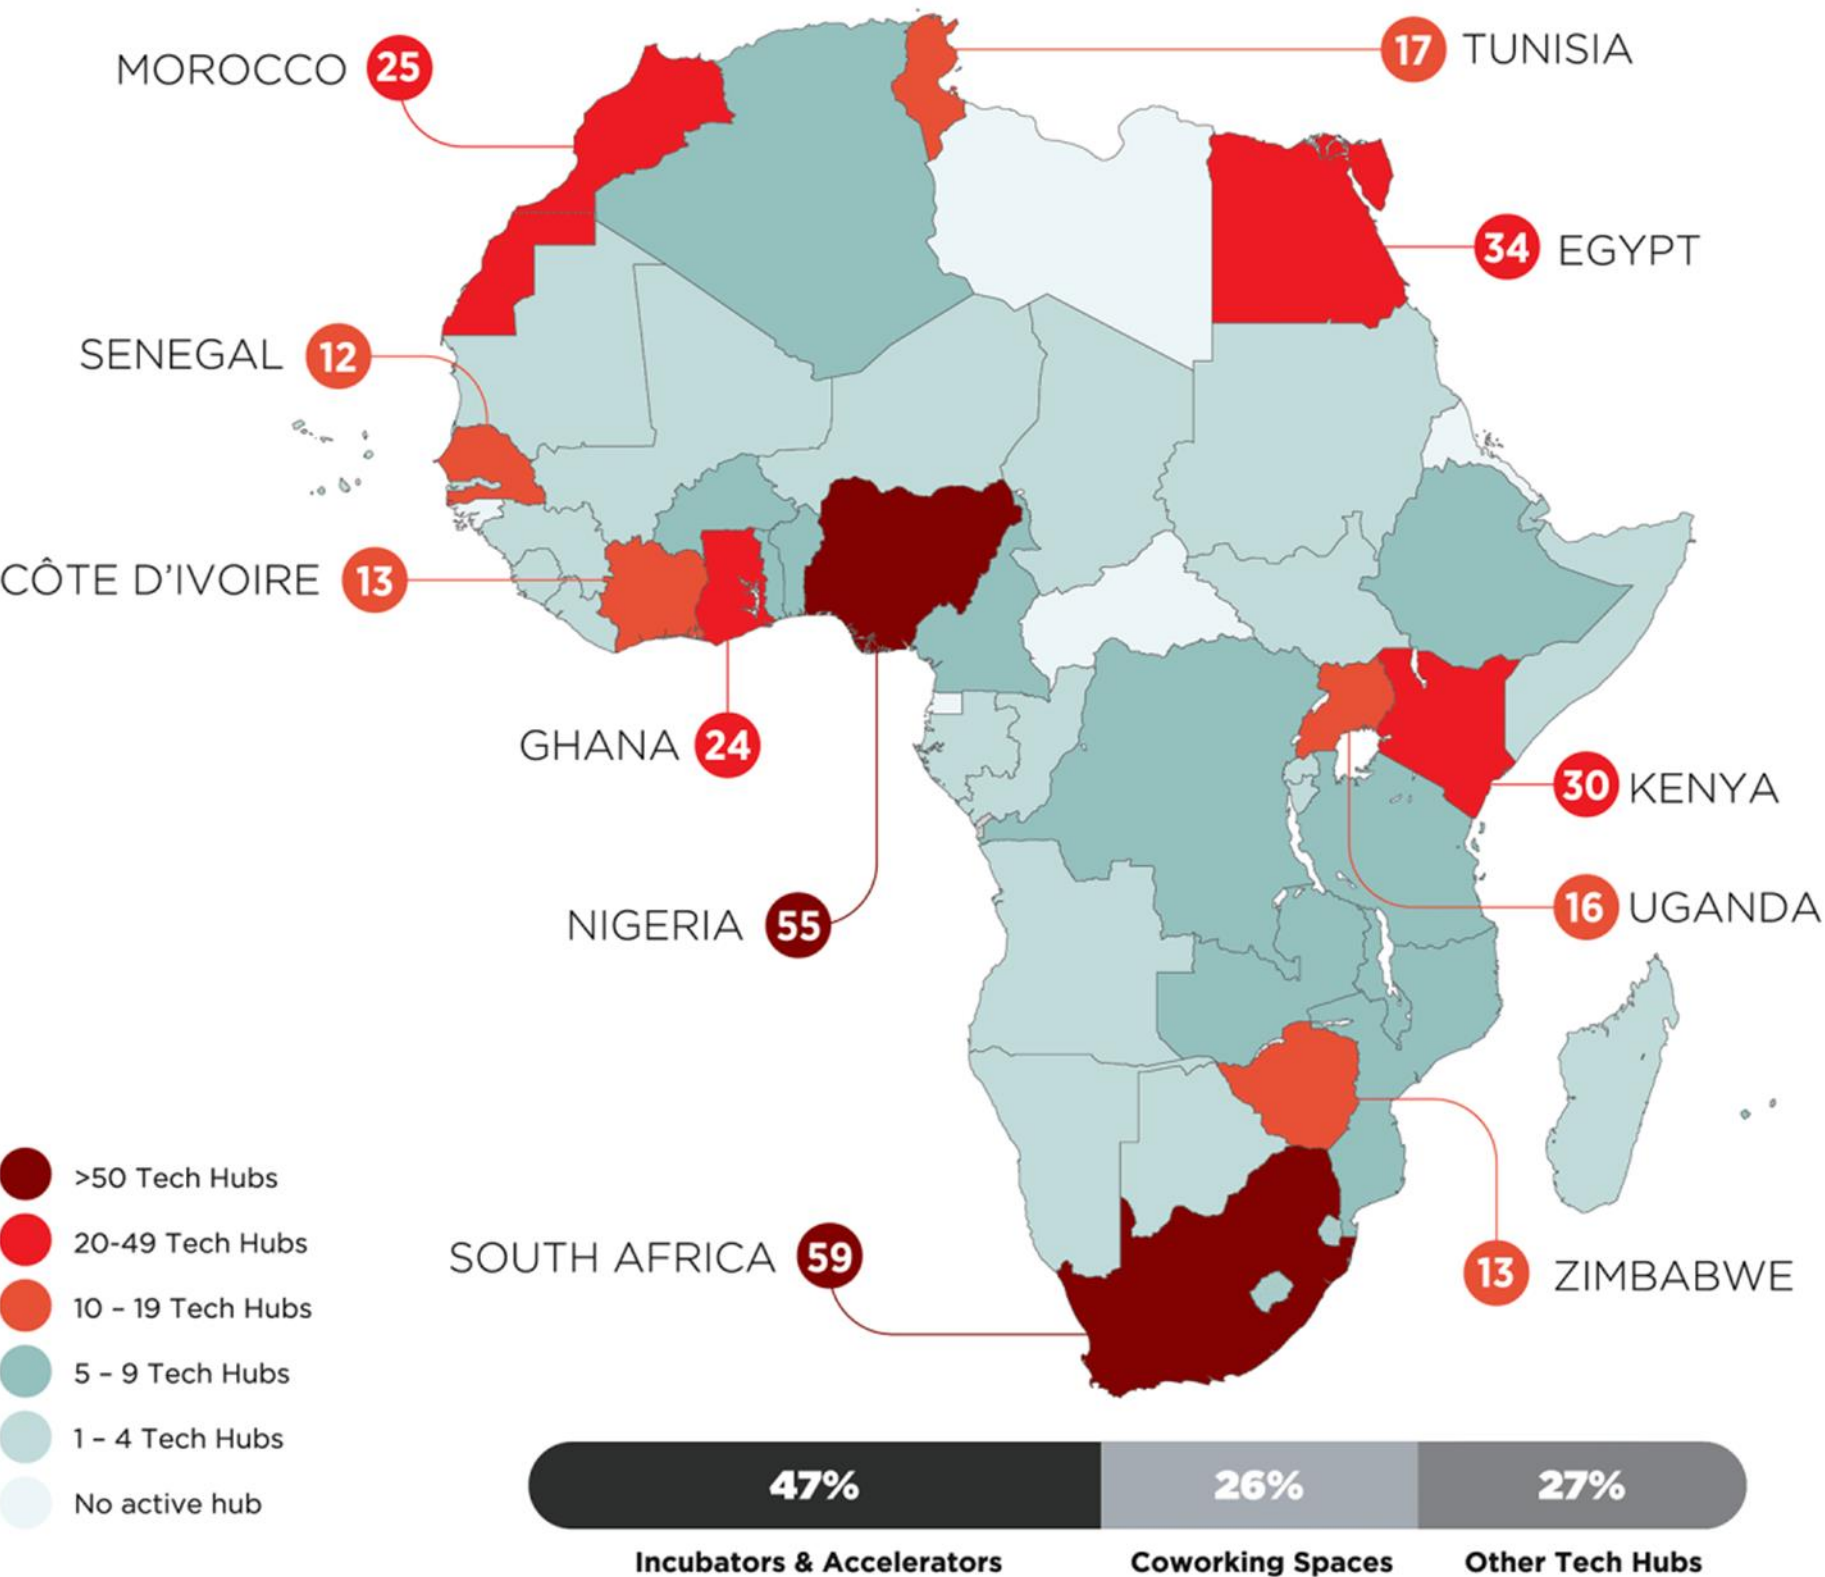 MOROCCO 25
17 TUNISIA
34 EGYPT
SENEGAL 12
CÔTE D'IVOIRE 13
GHANA 24
30 KENYA
16 UGANDA
NIGERIA 55
SOUTH AFRICA 59
13 ZIMBABWE
>50 Tech Hubs
20-49 Tech Hubs
10 – 19 Tech Hubs
5 – 9 Tech Hubs
1 – 4 Tech Hubs
No active hub
47% 26% 27%
Incubators & Accelerators Coworking Spaces Other Tech Hubs